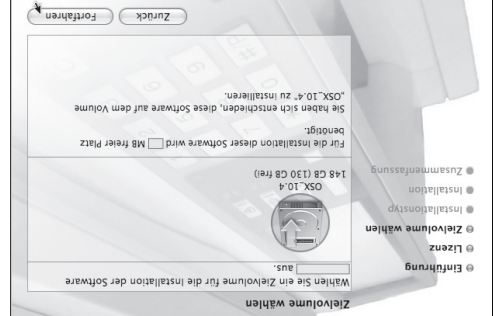 Zielvolume wählen
Einführung
Lizenz
Zielvolume wählen
Installationstyp
Installation
Zusammenfassung
Wählen Sie ein Zielvolume für die Installation der Software
aus.
OSX_10.4
148 GB (130 GB frei)
Für die Installation dieser Software wird MB freier Platz
benötigt.
Sie haben sich entschieden, diese Software auf dem Volume
„OSX_10.4“ zu installieren.
Zurück
Fortfahren